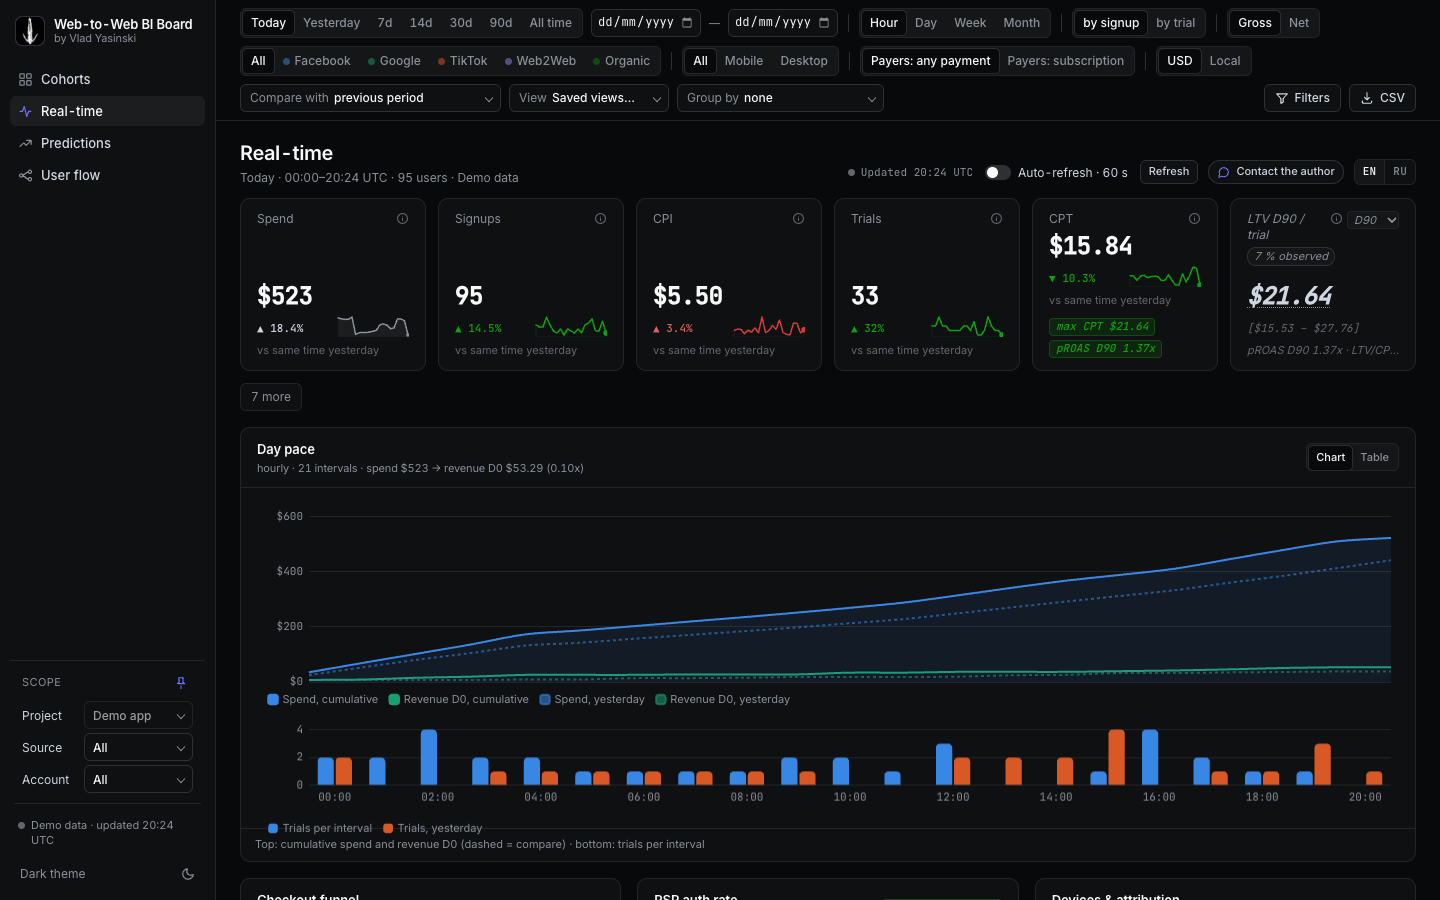 Web-to-Web BI Board
by Vlad Yasinski
Cohorts
Real-time
Predictions
User flow
SCOPE
Project Demo app
Source All
Account All
Demo data · updated 20:24
UTC
Dark theme
Today Yesterday 7d 14d 30d 90d All time dd/mm/yyyy — dd/mm/yyyy Hour Day Week Month by signup by trial Gross Net
All Facebook Google TikTok Web2Web Organic All Mobile Desktop Payers: any payment Payers: subscription USD Local
Compare with previous period View Saved views... Group by none Filters CSV
Real-time
Today · 00:00–20:24 UTC · 95 users · Demo data
Updated 20:24 UTC Auto-refresh · 60 s Refresh Contact the author EN RU
Spend
$523
▲ 18.4%
vs same time yesterday
Signups
95
▲ 14.5%
vs same time yesterday
CPI
$5.50
▲ 3.4%
vs same time yesterday
Trials
33
▲ 32%
vs same time yesterday
CPT
$15.84
▼ 10.3%
vs same time yesterday
max CPT $21.64
pROAS D90 1.37x
LTV D90 /
trial
D90
7 % observed
$21.64
[$15.53 – $27.76]
pROAS D90 1.37x · LTV/CP...
7 more
Day pace
hourly · 21 intervals · spend $523 → revenue D0 $53.29 (0.10x)
Chart Table
$600
$400
$200
$0
Spend, cumulative Revenue D0, cumulative Spend, yesterday Revenue D0, yesterday
4
2
0
00:00 02:00 04:00 06:00 08:00 10:00 12:00 14:00 16:00 18:00 20:00
Trials per interval Trials, yesterday
Top: cumulative spend and revenue D0 (dashed = compare) · bottom: trials per interval
Checkout funnel
PSP auth rate
Devices & attribution